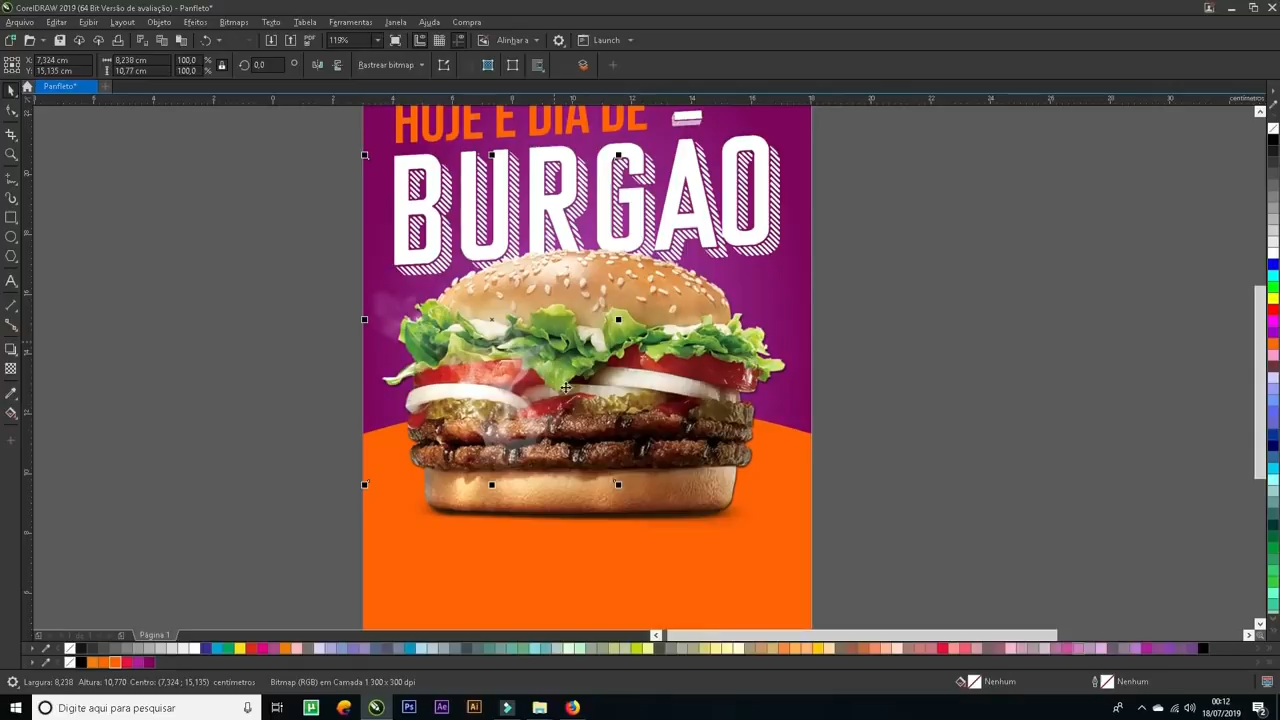 CorelDRAW 2019 (64 Bit Versão de avaliação) - Panfleto*
Arquivo Editar Exibir Layout Objeto Efeitos Bitmaps Texto Tabela Ferramentas Janela Ajuda Compra
PDF 119% Alinhar a Launch
X: 7,324 cm 8,238 cm 100,0 %
Y: 15,135 cm 10,77 cm 100,0 %
0,0 Rastrear bitmap
Panfleto*
centímetros
HOJE É DIA DE
BURGÃO
Página 1
Largura: 8,238 Altura: 10,770 Centro: (7,324 ; 15,135) centímetros Bitmap (RGB) em Camada 1 300 x 300 dpi Nenhum Nenhum
Digite aqui para pesquisar
Ps Ae Ai
00:12
18/07/2019